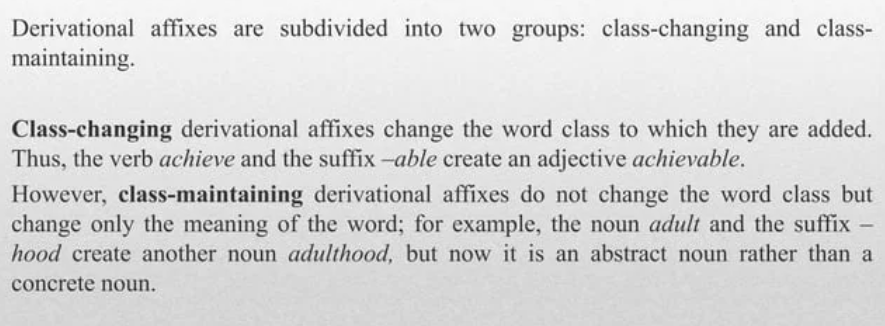 Derivational affixes are subdivided into two groups: class-changing and class-
maintaining.
Class-changing derivational affixes change the word class to which they are added.
Thus, the verb achieve and the suffix –able create an adjective achievable.
However, class-maintaining derivational affixes do not change the word class but
change only the meaning of the word; for example, the noun adult and the suffix –
hood create another noun adulthood, but now it is an abstract noun rather than a
concrete noun.